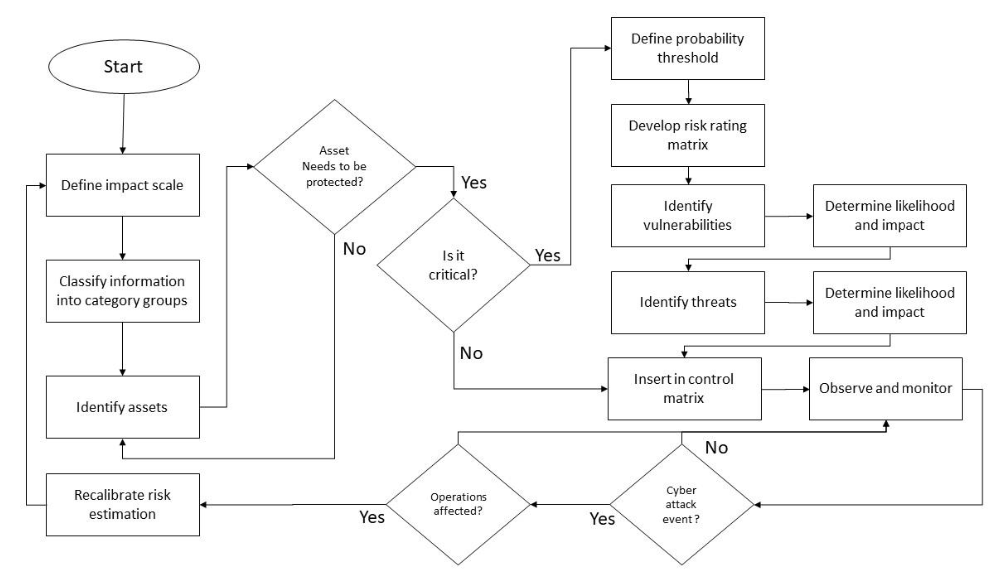 Start
Define impact scale
Classify information
into category groups
Identify assets
Asset
Needs to be
protected?
Yes
No
Is it
critical?
Yes
No
Define probability
threshold
Develop risk rating
matrix
Identify
vulnerabilities
Determine likelihood
and impact
Identify threats
Determine likelihood
and impact
Insert in control
matrix
Observe and monitor
Cyber
attack
event ?
No
Yes
Operations
affected?
Yes
Recalibrate risk
estimation